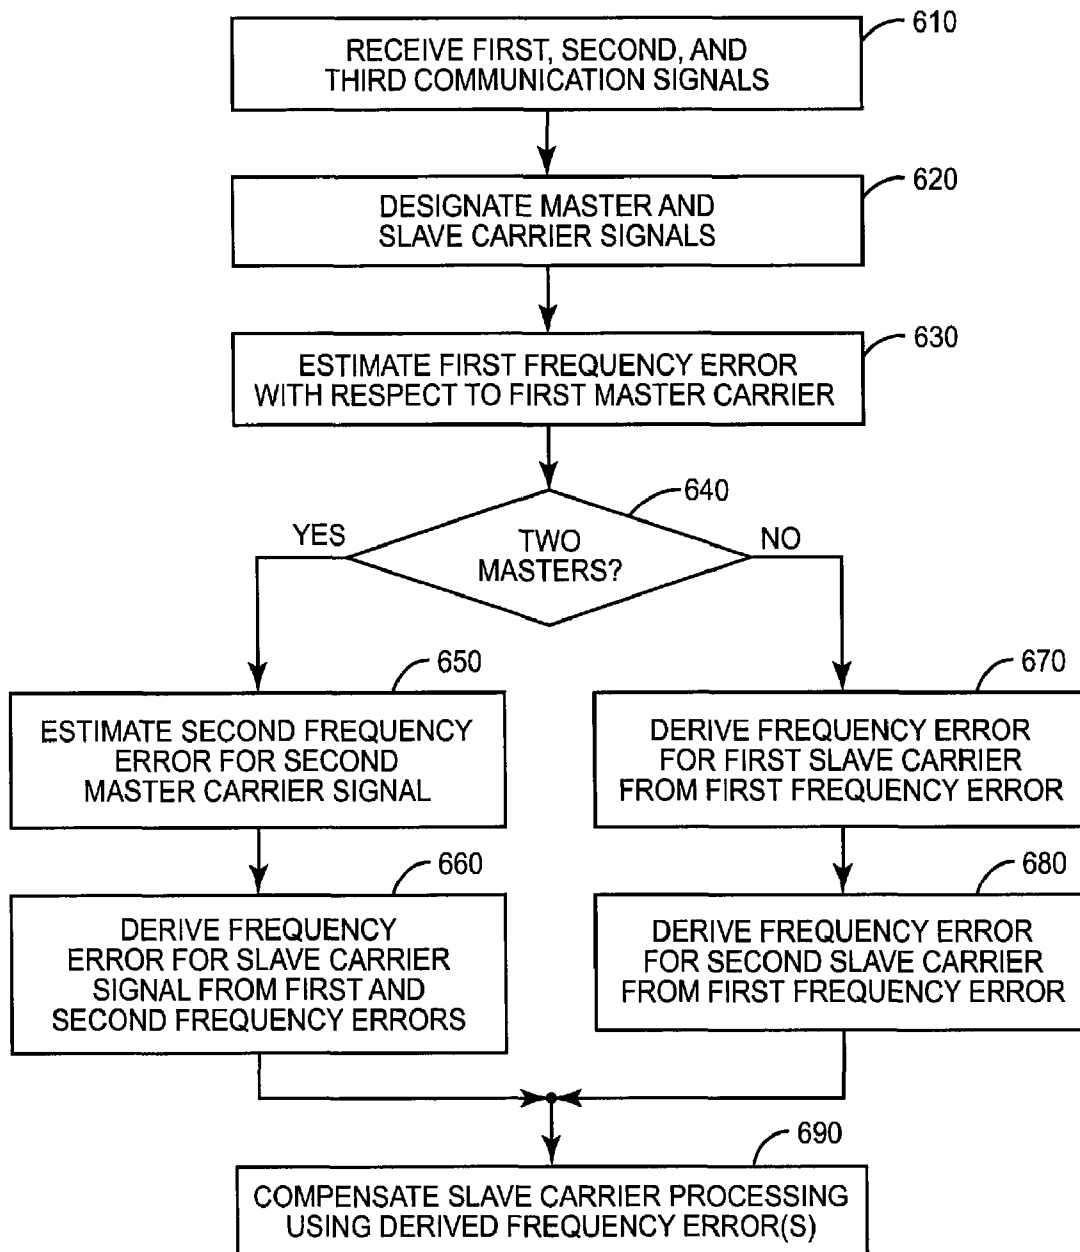 610
RECEIVE FIRST, SECOND, AND
THIRD COMMUNICATION SIGNALS
620
DESIGNATE MASTER AND
SLAVE CARRIER SIGNALS
630
ESTIMATE FIRST FREQUENCY ERROR
WITH RESPECT TO FIRST MASTER CARRIER
640
YES
TWO
MASTERS?
NO
650
ESTIMATE SECOND FREQUENCY
ERROR FOR SECOND
MASTER CARRIER SIGNAL
660
DERIVE FREQUENCY
ERROR FOR SLAVE CARRIER
SIGNAL FROM FIRST AND
SECOND FREQUENCY ERRORS
670
DERIVE FREQUENCY ERROR
FOR FIRST SLAVE CARRIER
FROM FIRST FREQUENCY ERROR
680
DERIVE FREQUENCY ERROR
FOR SECOND SLAVE CARRIER
FROM FIRST FREQUENCY ERROR
690
COMPENSATE SLAVE CARRIER PROCESSING
USING DERIVED FREQUENCY ERROR(S)